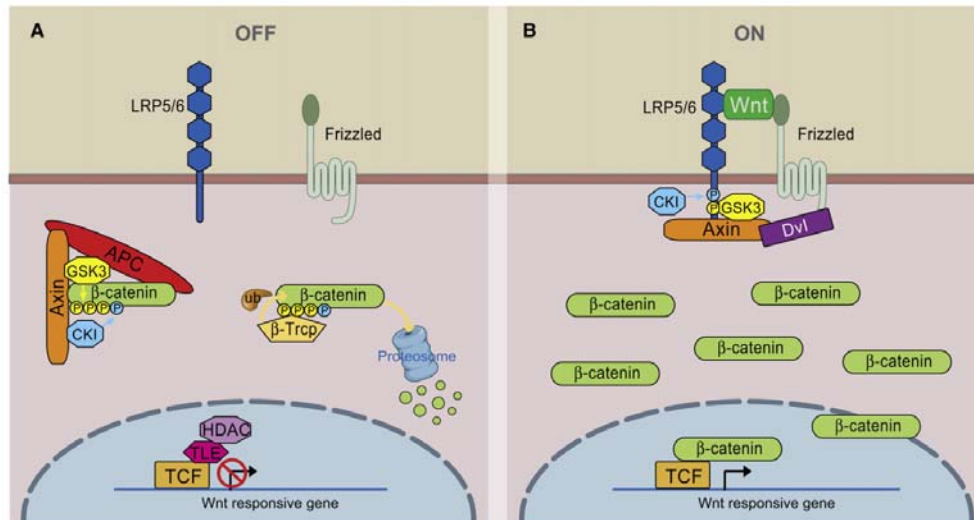 A
OFF
LRP5/6
Frizzled
APC
Axin
GSK3
β-catenin
P P P P
CKI
ub
β-catenin
P P P P
β-Trcp
Proteosome
HDAC
TLE
TCF
Wnt responsive gene
B
ON
LRP5/6
Wnt
Frizzled
CKI
P
P
GSK3
Axin
Dvl
β-catenin
β-catenin
β-catenin
β-catenin
β-catenin
β-catenin
TCF
Wnt responsive gene